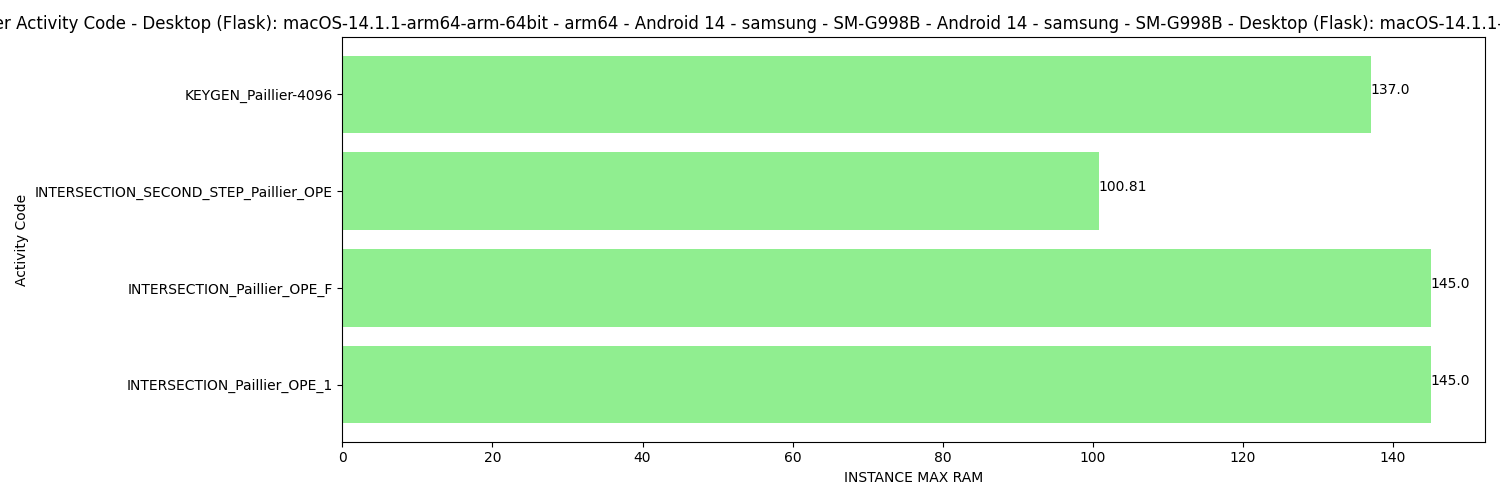 er Activity Code - Desktop (Flask): macOS-14.1.1-arm64-arm-64bit - arm64 - Android 14 - samsung - SM-G998B - Android 14 - samsung - SM-G998B - Desktop (Flask): macOS-14.1.1-
KEYGEN_Paillier-4096
137.0
INTERSECTION_SECOND_STEP_Paillier_OPE
100.81
Activity Code
INTERSECTION_Paillier_OPE_F
145.0
INTERSECTION_Paillier_OPE_1
145.0
0 20 40 60 80 100 120 140
INSTANCE MAX RAM